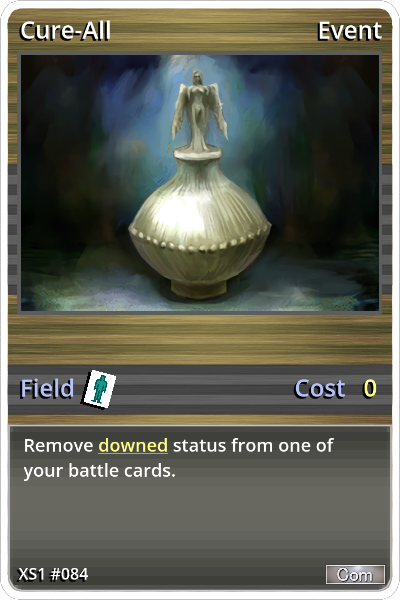 Cure-All Event
Field Cost 0
Remove downed status from one of
your battle cards.
XS1 #084 Com